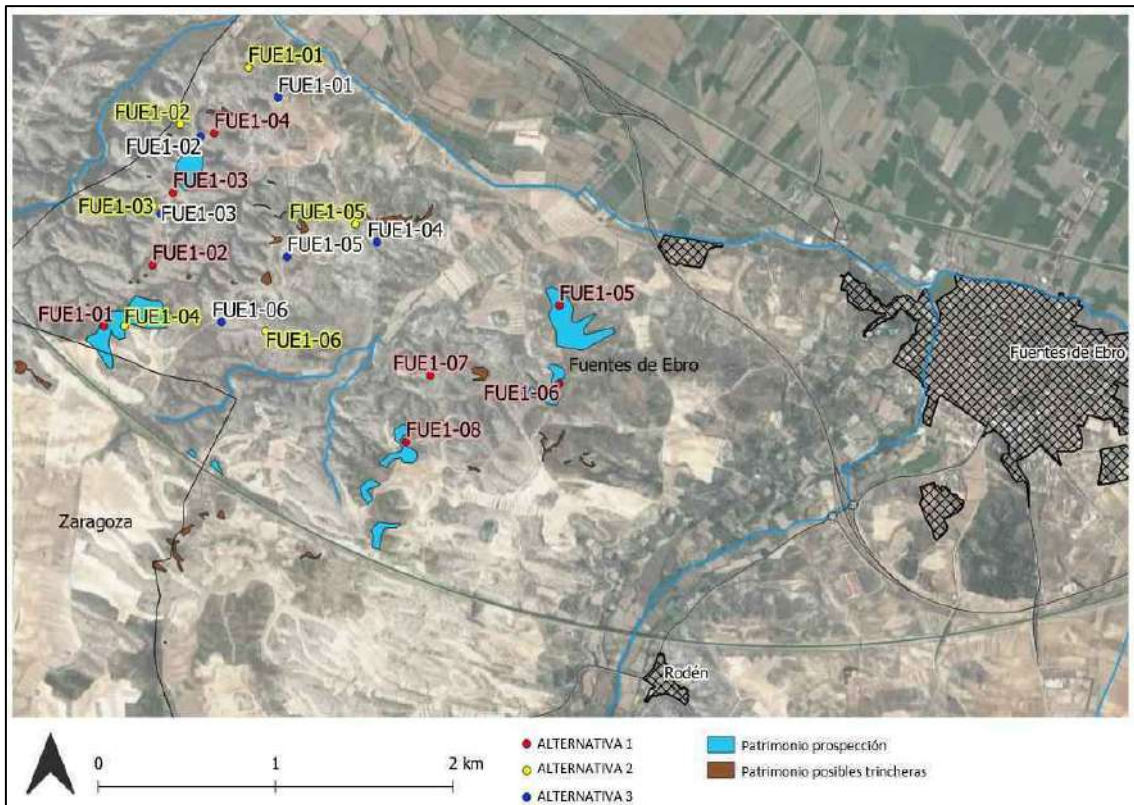 FUE1-01
FUE1-01
FUE1-02
FUE1-04
FUE1-02
FUE1-03
FUE1-03
FUE1-03
FUE1-05
FUE1-04
FUE1-05
FUE1-02
FUE1-05
FUE1-06
FUE1-01
FUE1-04
FUE1-06
Fuentes de Ebro
Fuentes de Ebro
FUE1-07
FUE1-06
FUE1-08
Zaragoza
Rodén
0
1
2 km
ALTERNATIVA 1
ALTERNATIVA 2
ALTERNATIVA 3
Patrimonio prospección
Patrimonio posibles trincheras